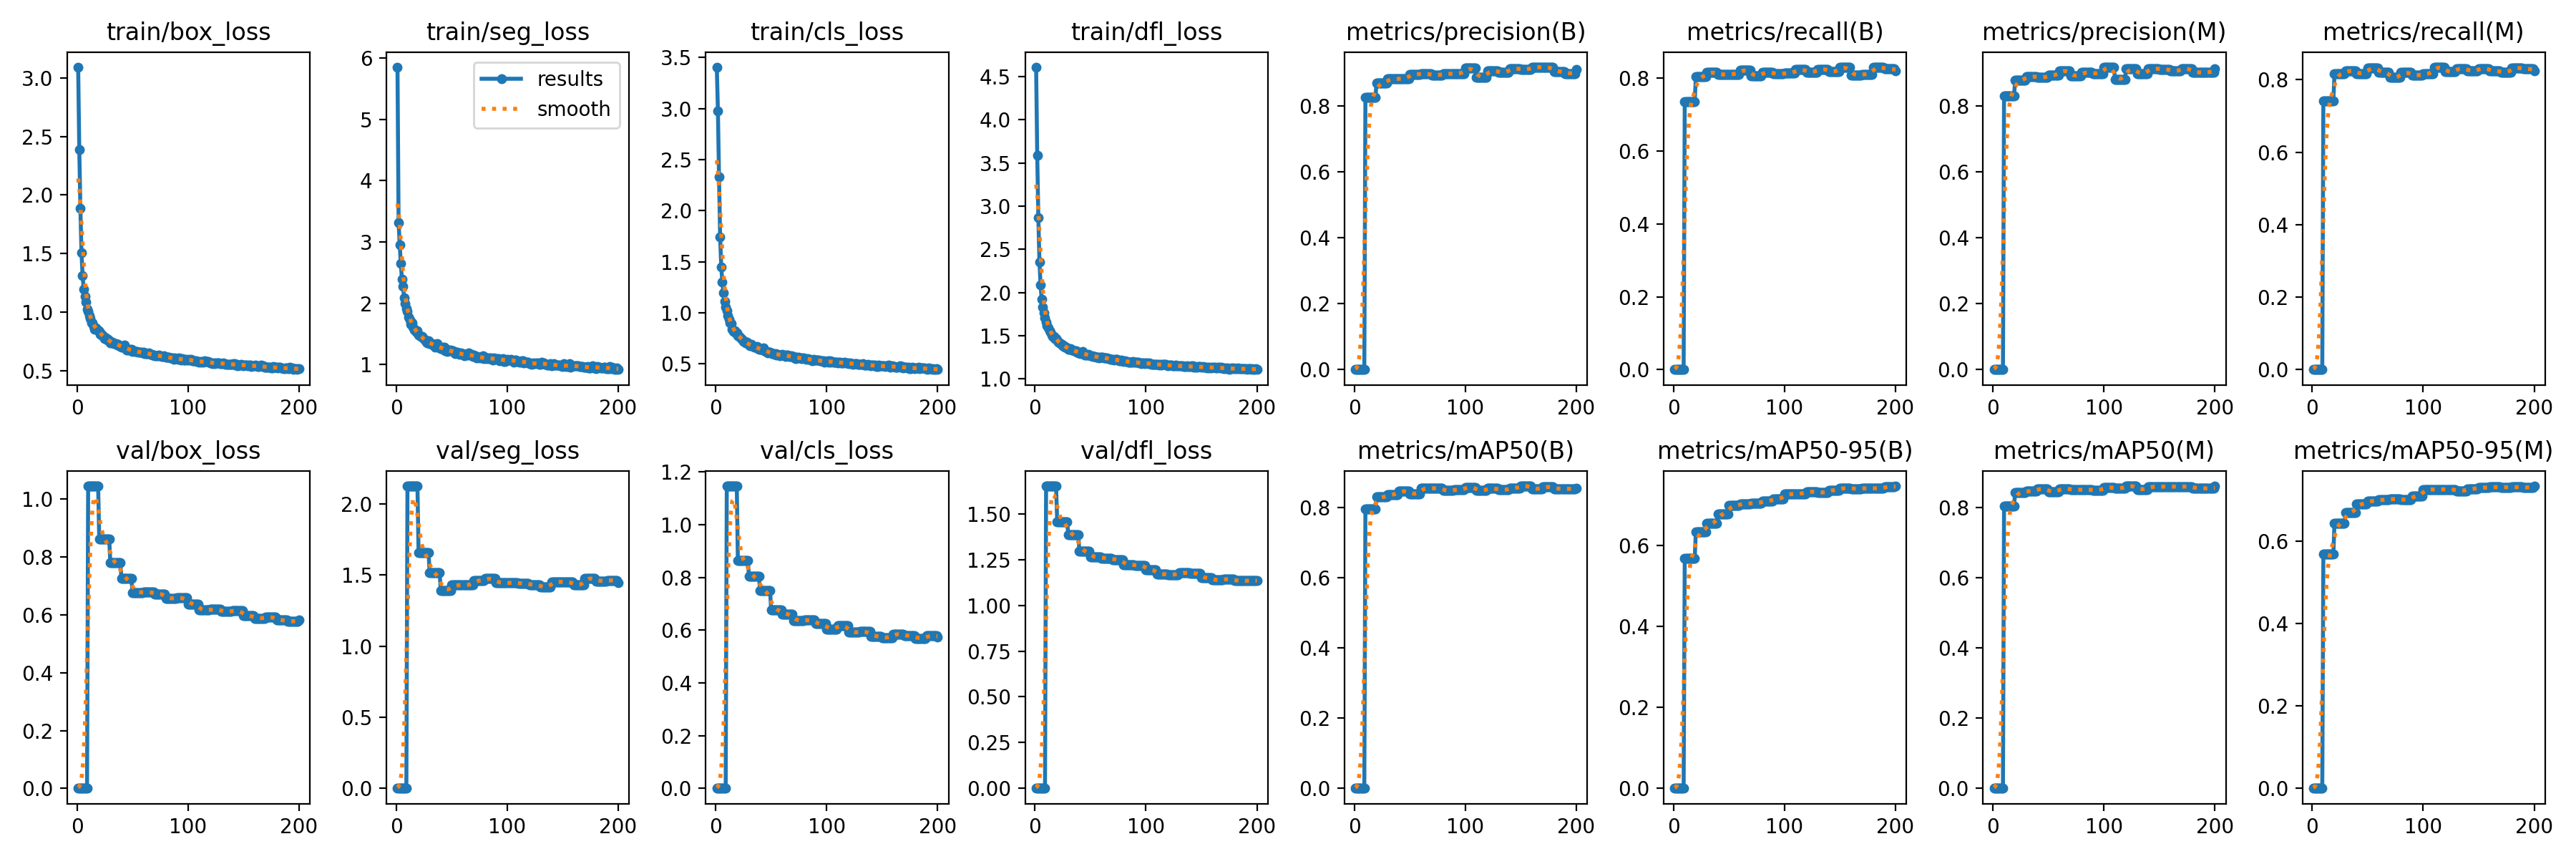 train/box_loss
3.0
2.5
2.0
1.5
1.0
0.5
0 100 200
train/seg_loss
results
smooth
6
5
4
3
2
1
0 100 200
train/cls_loss
3.5
3.0
2.5
2.0
1.5
1.0
0.5
0 100 200
train/dfl_loss
4.5
4.0
3.5
3.0
2.5
2.0
1.5
1.0
0 100 200
metrics/precision(B)
0.8
0.6
0.4
0.2
0.0
0 100 200
metrics/recall(B)
0.8
0.6
0.4
0.2
0.0
0 100 200
metrics/precision(M)
0.8
0.6
0.4
0.2
0.0
0 100 200
metrics/recall(M)
0.8
0.6
0.4
0.2
0.0
0 100 200
val/box_loss
1.0
0.8
0.6
0.4
0.2
0.0
0 100 200
val/seg_loss
2.0
1.5
1.0
0.5
0.0
0 100 200
val/cls_loss
1.2
1.0
0.8
0.6
0.4
0.2
0.0
0 100 200
val/dfl_loss
1.50
1.25
1.00
0.75
0.50
0.25
0.00
0 100 200
metrics/mAP50(B)
0.8
0.6
0.4
0.2
0.0
0 100 200
metrics/mAP50-95(B)
0.6
0.4
0.2
0.0
0 100 200
metrics/mAP50(M)
0.8
0.6
0.4
0.2
0.0
0 100 200
metrics/mAP50-95(M)
0.6
0.4
0.2
0.0
0 100 200